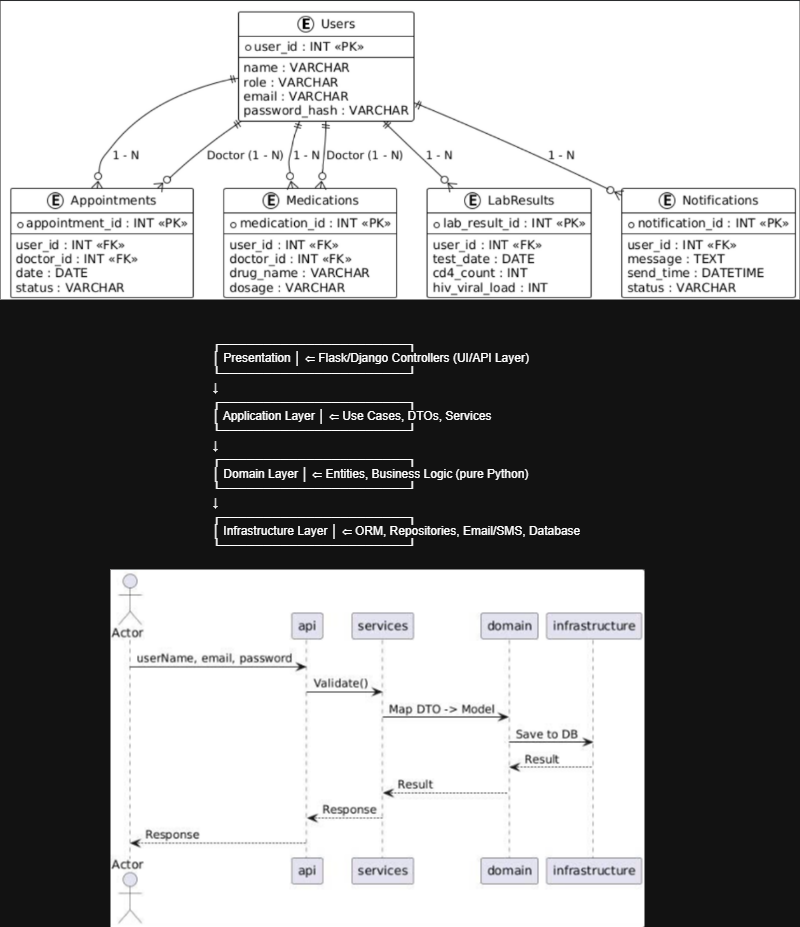 E Users
user_id : INT «PK»
name : VARCHAR
role : VARCHAR
email : VARCHAR
password_hash : VARCHAR
1 - N
Doctor (1 - N)
1 - N
Doctor (1 - N)
1 - N
1 - N
E Appointments
appointment_id : INT «PK»
user_id : INT «FK»
doctor_id : INT «FK»
date : DATE
status : VARCHAR
E Medications
medication_id : INT «PK»
user_id : INT «FK»
doctor_id : INT «FK»
drug_name : VARCHAR
dosage : VARCHAR
E LabResults
lab_result_id : INT «PK»
user_id : INT «FK»
test_date : DATE
cd4_count : INT
hiv_viral_load : INT
E Notifications
notification_id : INT «PK»
user_id : INT «FK»
message : TEXT
send_time : DATETIME
status : VARCHAR
│ Presentation │ ⇐ Flask/Django Controllers (UI/API Layer)
↓
│ Application Layer │ ⇐ Use Cases, DTOs, Services
↓
│ Domain Layer │ ⇐ Entities, Business Logic (pure Python)
↓
│ Infrastructure Layer │ ⇐ ORM, Repositories, Email/SMS, Database
Actor
api
services
domain
infrastructure
userName, email, password
Validate()
Map DTO -> Model
Save to DB
Result
Result
Response
Response
Actor
api
services
domain
infrastructure